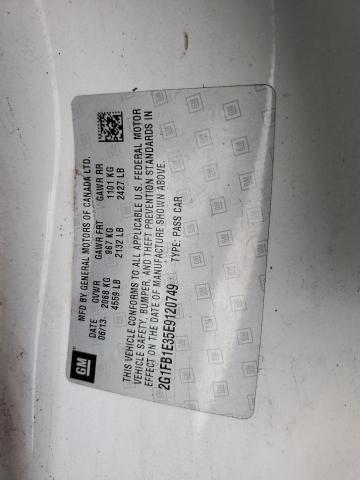 GM
MFD BY GENERAL MOTORS OF CANADA LTD.
DATE GVWR GAWR FRT GAWR RR
06/13 2068 KG 967 KG 1101 KG
4559 LB 2132 LB 2427 LB
THIS VEHICLE CONFORMS TO ALL APPLICABLE U.S. FEDERAL MOTOR
VEHICLE SAFETY, BUMPER, AND THEFT PREVENTION STANDARDS IN
EFFECT ON THE DATE OF MANUFACTURE SHOWN ABOVE.
2G1FB1E35E9120749 TYPE: PASS CAR